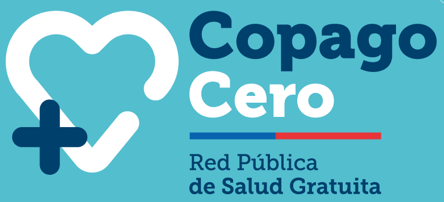 Copago
Cero
Red Pública
de Salud Gratuita